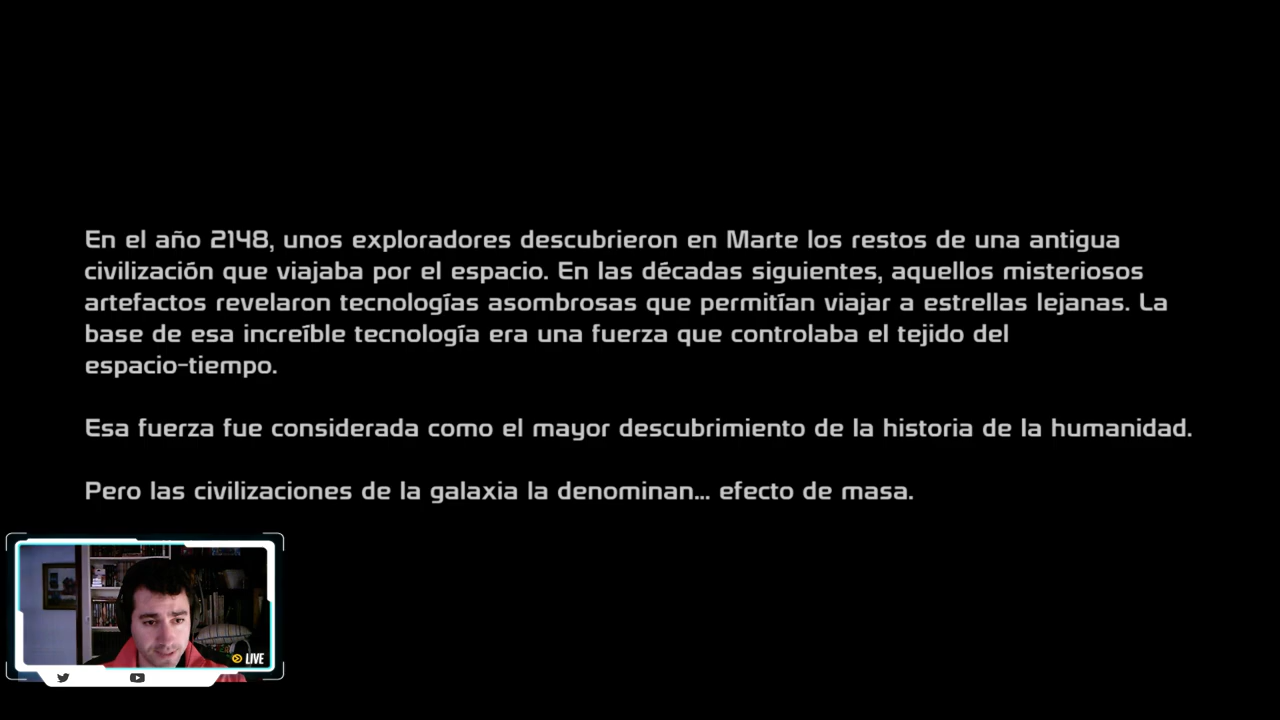 En el año 2148, unos exploradores descubrieron en Marte los restos de una antigua
civilización que viajaba por el espacio. En las décadas siguientes, aquellos misteriosos
artefactos revelaron tecnologías asombrosas que permitían viajar a estrellas lejanas. La
base de esa increíble tecnología era una fuerza que controlaba el tejido del
espacio-tiempo.
Esa fuerza fue considerada como el mayor descubrimiento de la historia de la humanidad.
Pero las civilizaciones de la galaxia la denominan... efecto de masa.
LIVE